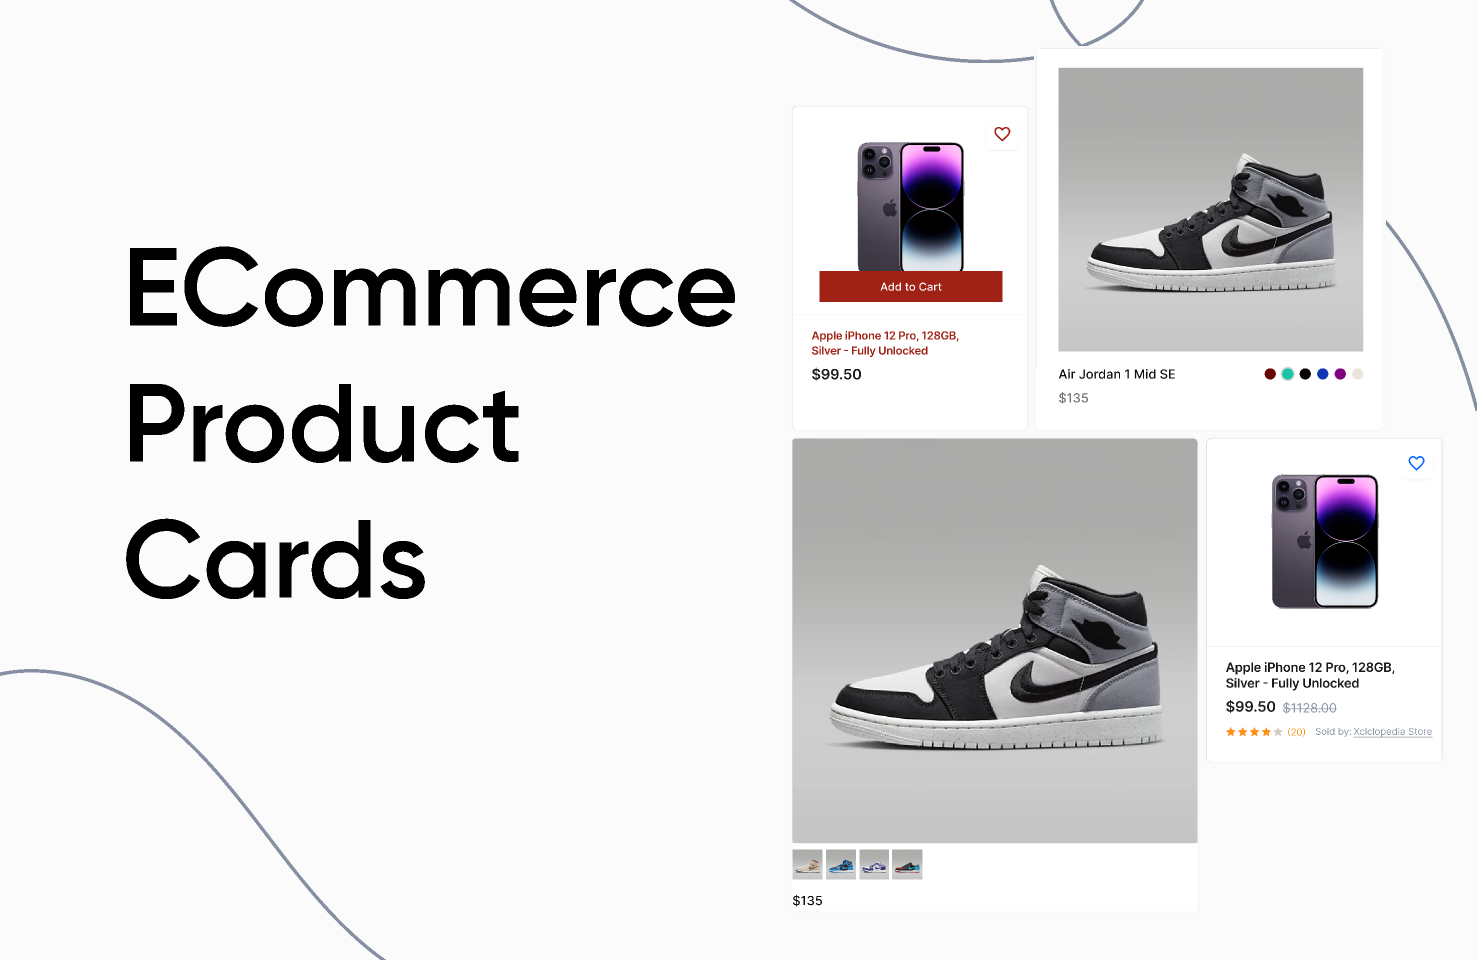 ECommerce
Product
Cards
Add to Cart
Apple iPhone 12 Pro, 128GB,
Silver - Fully Unlocked
$99.50
Air Jordan 1 Mid SE
$135
$135
Apple iPhone 12 Pro, 128GB,
Silver - Fully Unlocked
$99.50 $1128.00
(20) Sold by: Xclclopedia Store